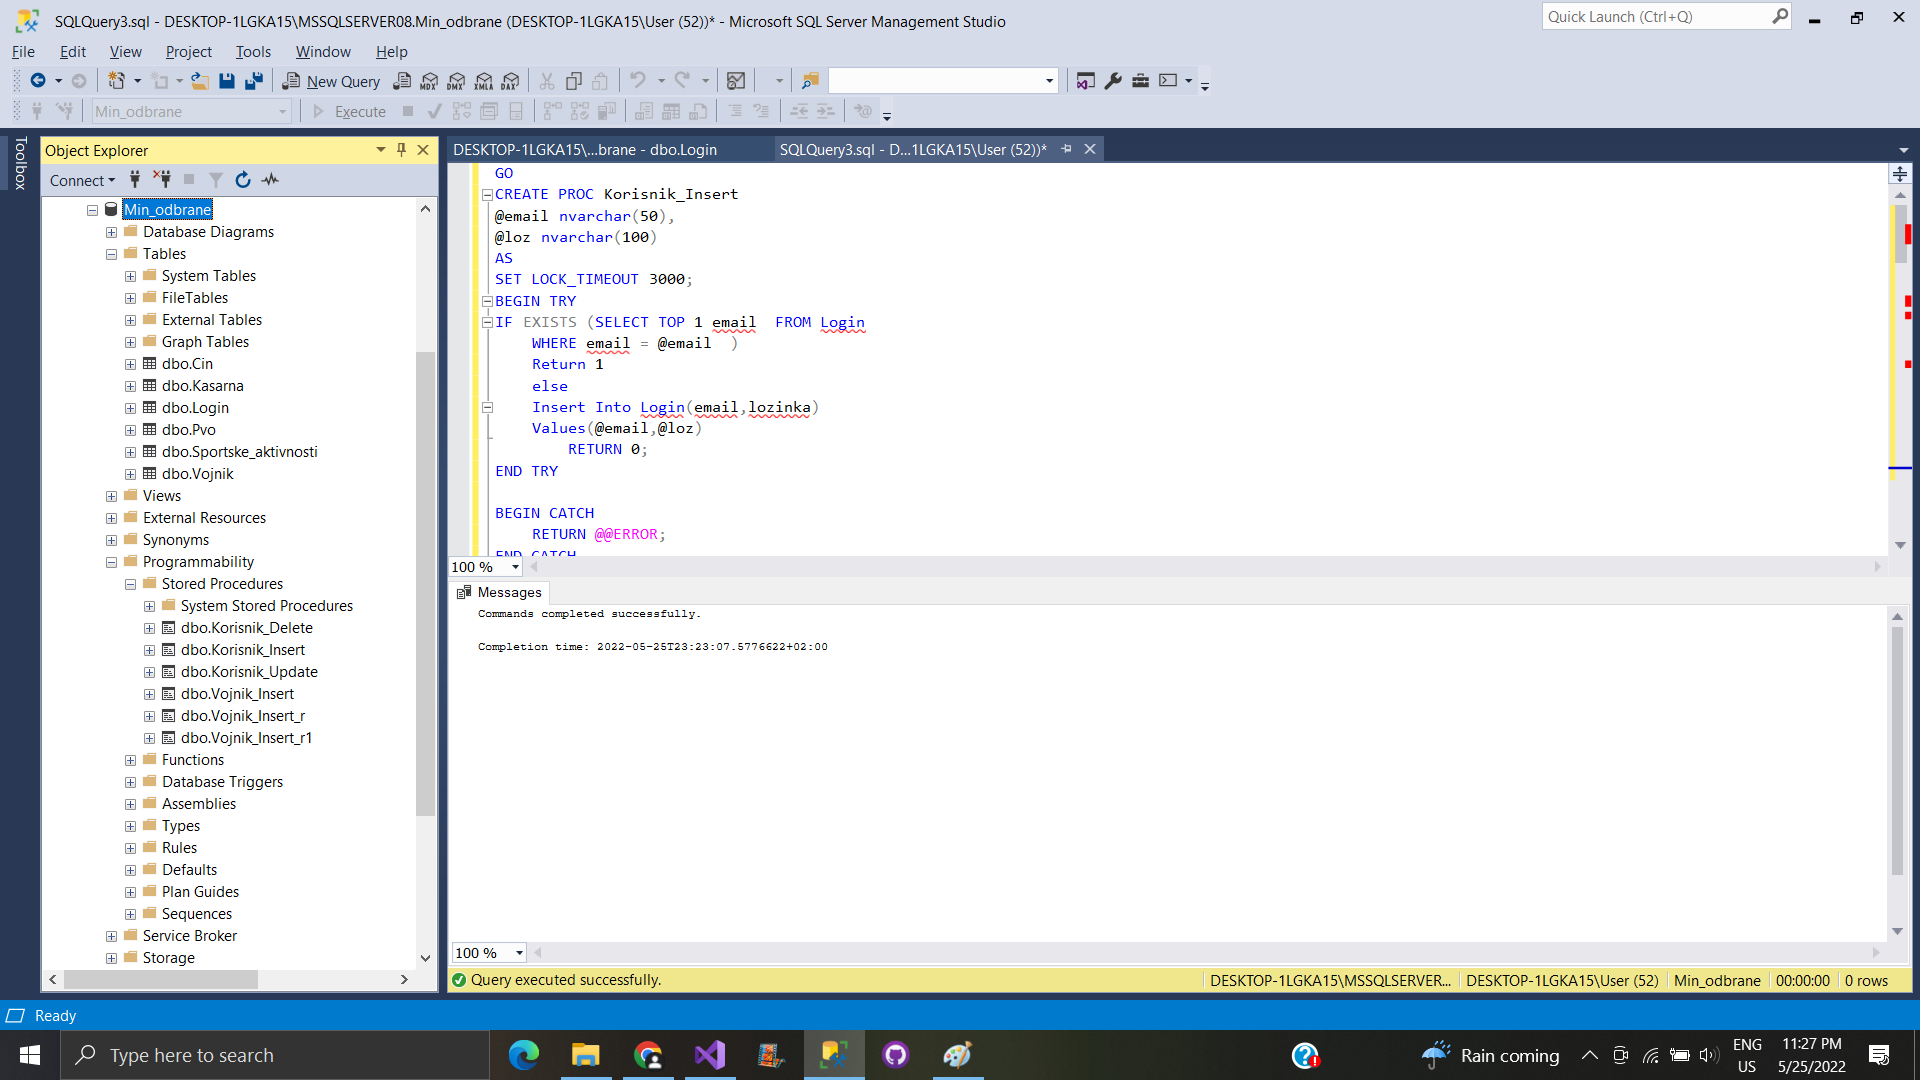 SQLQuery3.sql - DESKTOP-1LGKA15\MSSQLSERVER08.Min_odbrane (DESKTOP-1LGKA15\User (52))* - Microsoft SQL Server Management Studio
Quick Launch (Ctrl+Q)
File Edit View Project Tools Window Help
New Query MDX DMX XMLA DAX
Min_odbrane Execute
Toolbox
Object Explorer
Connect
Min_odbrane
Database Diagrams
Tables
System Tables
FileTables
External Tables
Graph Tables
dbo.Cin
dbo.Kasarna
dbo.Login
dbo.Pvo
dbo.Sportske_aktivnosti
dbo.Vojnik
Views
External Resources
Synonyms
Programmability
Stored Procedures
System Stored Procedures
dbo.Korisnik_Delete
dbo.Korisnik_Insert
dbo.Korisnik_Update
dbo.Vojnik_Insert
dbo.Vojnik_Insert_r
dbo.Vojnik_Insert_r1
Functions
Database Triggers
Assemblies
Types
Rules
Defaults
Plan Guides
Sequences
Service Broker
Storage
DESKTOP-1LGKA15\...brane - dbo.Login
SQLQuery3.sql - D...1LGKA15\User (52))*
GO
CREATE PROC Korisnik_Insert
@email nvarchar(50),
@loz nvarchar(100)
AS
SET LOCK_TIMEOUT 3000;
BEGIN TRY
IF EXISTS (SELECT TOP 1 email FROM Login
WHERE email = @email )
Return 1
else
Insert Into Login(email,lozinka)
Values(@email,@loz)
RETURN 0;
END TRY
BEGIN CATCH
RETURN @@ERROR;
END CATCH
100 %
Messages
Commands completed successfully.
Completion time: 2022-05-25T23:23:07.5776622+02:00
100 %
Query executed successfully.
DESKTOP-1LGKA15\MSSQLSERVER... DESKTOP-1LGKA15\User (52) Min_odbrane 00:00:00 0 rows
Ready
Type here to search
Rain coming
ENG
US
11:27 PM
5/25/2022